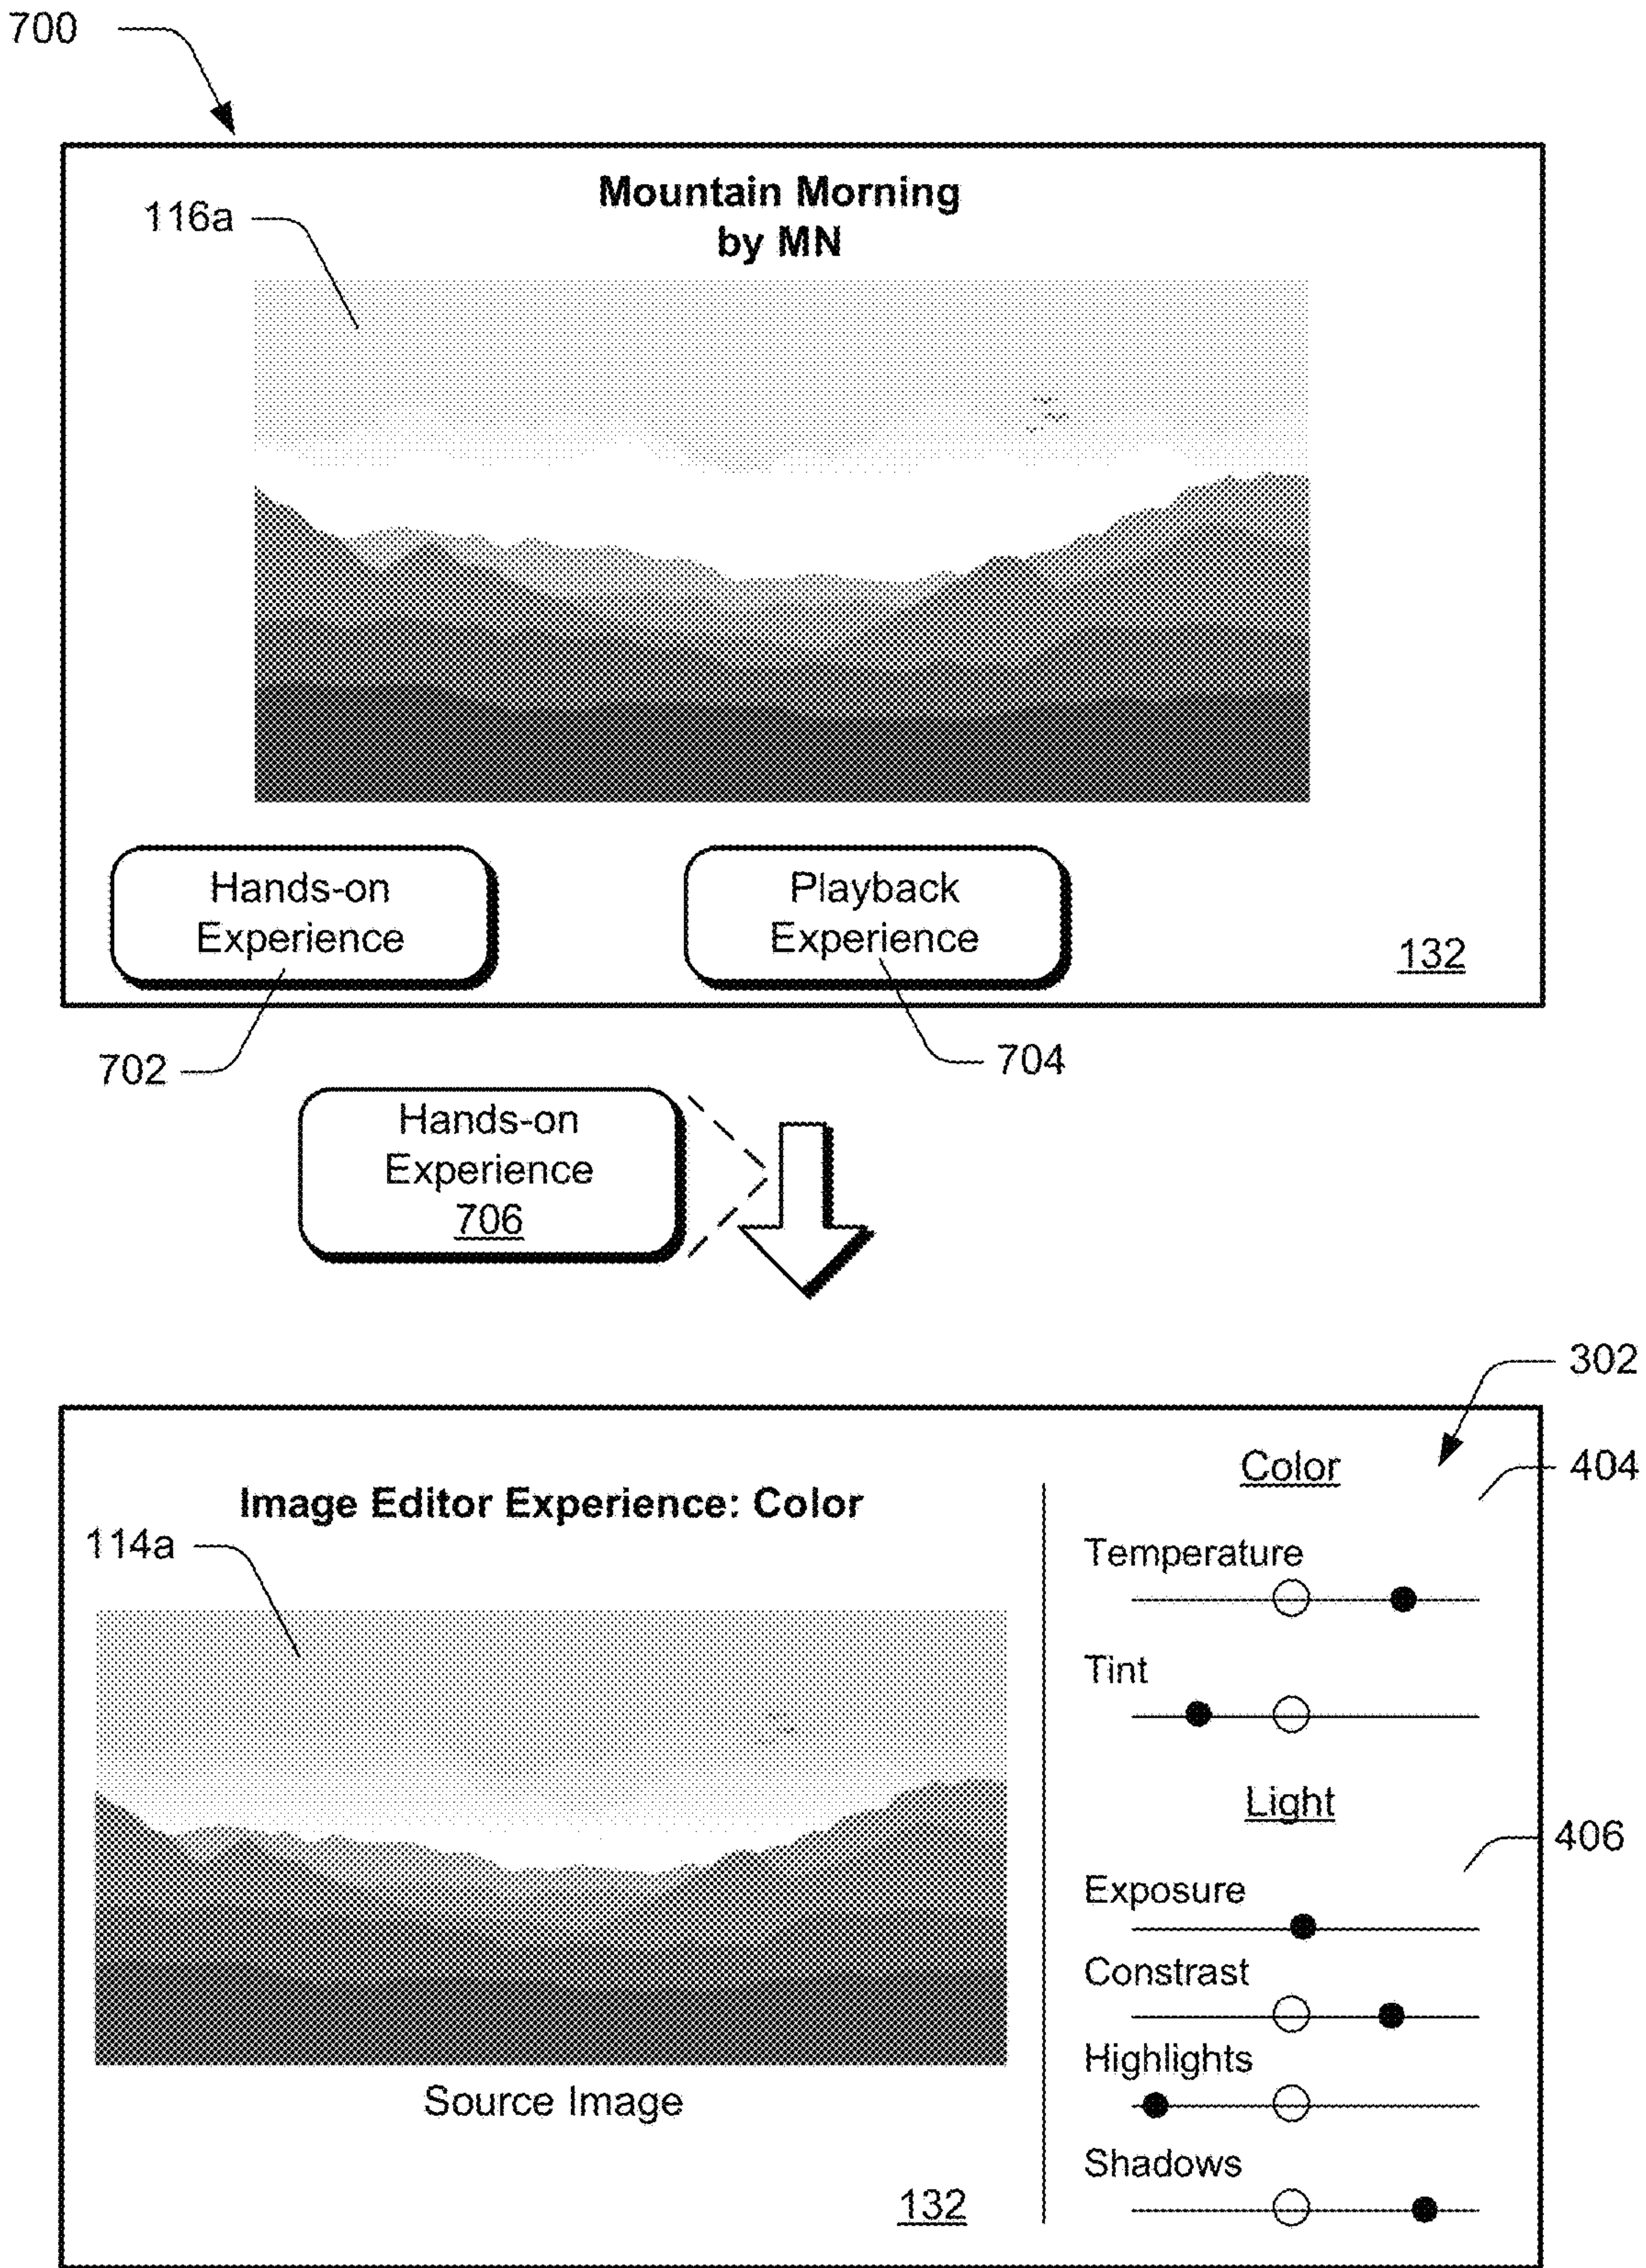 700
Mountain Morning
by MN
116a
Hands-on
Experience
Playback
Experience
132
702
704
Hands-on
Experience
706
302
Color
404
Image Editor Experience: Color
114a
Temperature
Tint
Light
406
Exposure
Constrast
Highlights
Source Image
Shadows
132